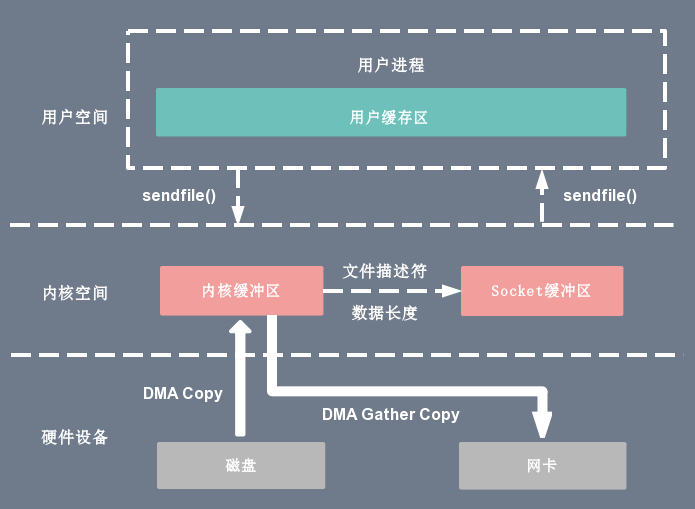 用户进程
用户空间
用户缓存区
sendfile()
sendfile()
内核空间
内核缓冲区
文件描述符
数据长度
Socket缓冲区
DMA Copy
DMA Gather Copy
硬件设备
磁盘
网卡